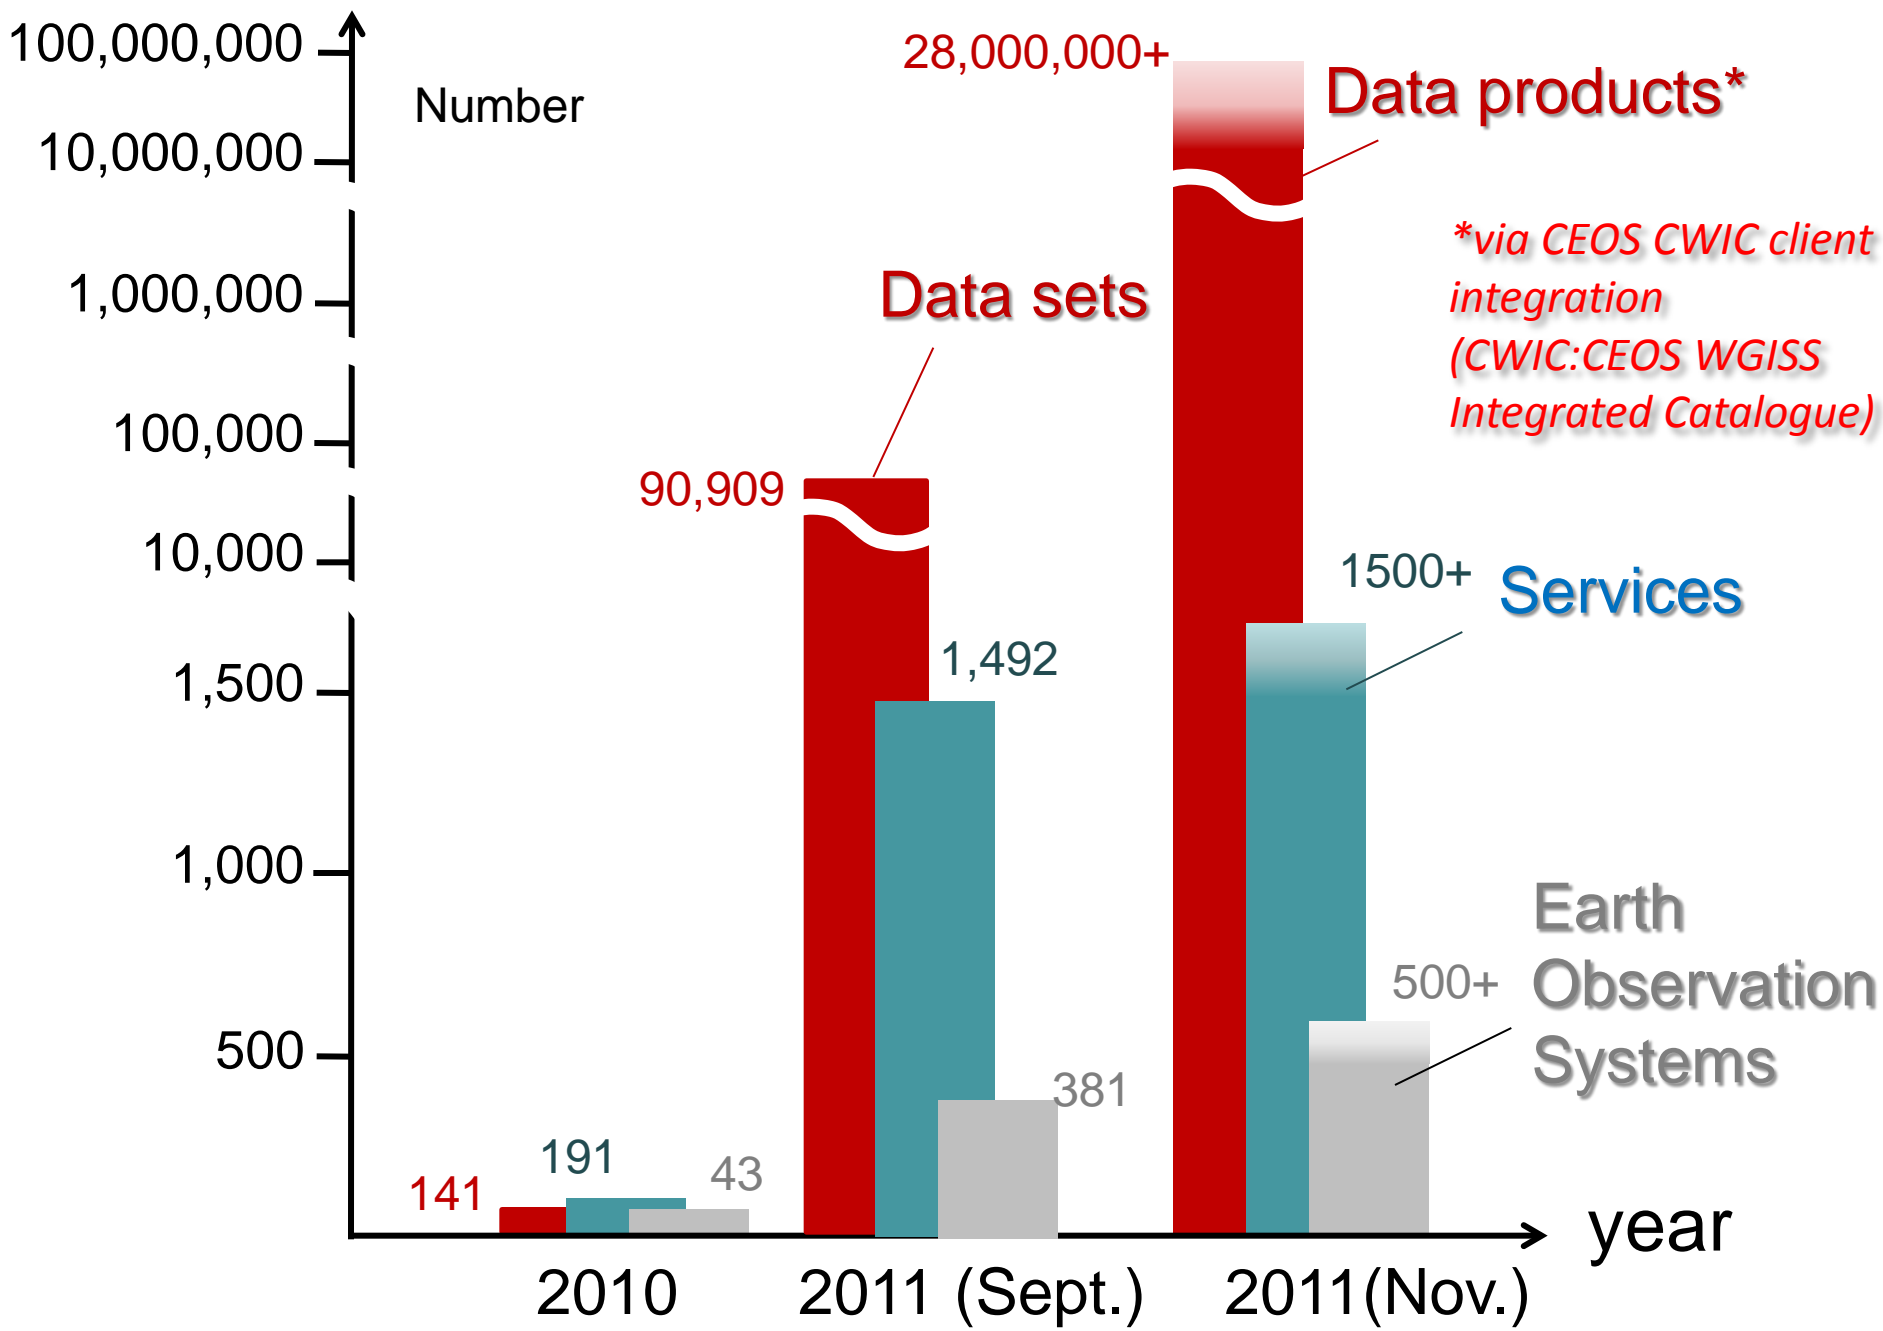 100,000,000
10,000,000
1,000,000
100,000
10,000
1,500
1,000
500
Number
28,000,000+
Data products*
*via CEOS CWIC client
integration
(CWIC:CEOS WGISS
Integrated Catalogue)
Data sets
90,909
1500+
Services
1,492
Earth
Observation
Systems
500+
381
191
43
141
year
2010
2011 (Sept.)
2011(Nov.)